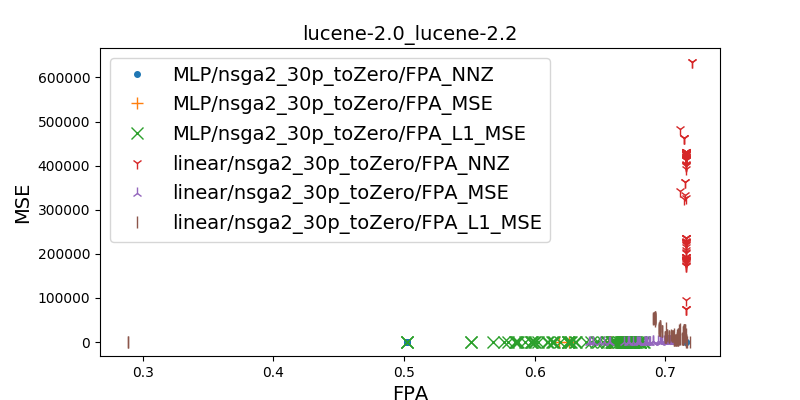 lucene-2.0_lucene-2.2
600000
500000
400000
300000
200000
100000
0
MSE
MLP/nsga2_30p_toZero/FPA_NNZ
MLP/nsga2_30p_toZero/FPA_MSE
MLP/nsga2_30p_toZero/FPA_L1_MSE
linear/nsga2_30p_toZero/FPA_NNZ
linear/nsga2_30p_toZero/FPA_MSE
linear/nsga2_30p_toZero/FPA_L1_MSE
0.3 0.4 0.5 0.6 0.7
FPA